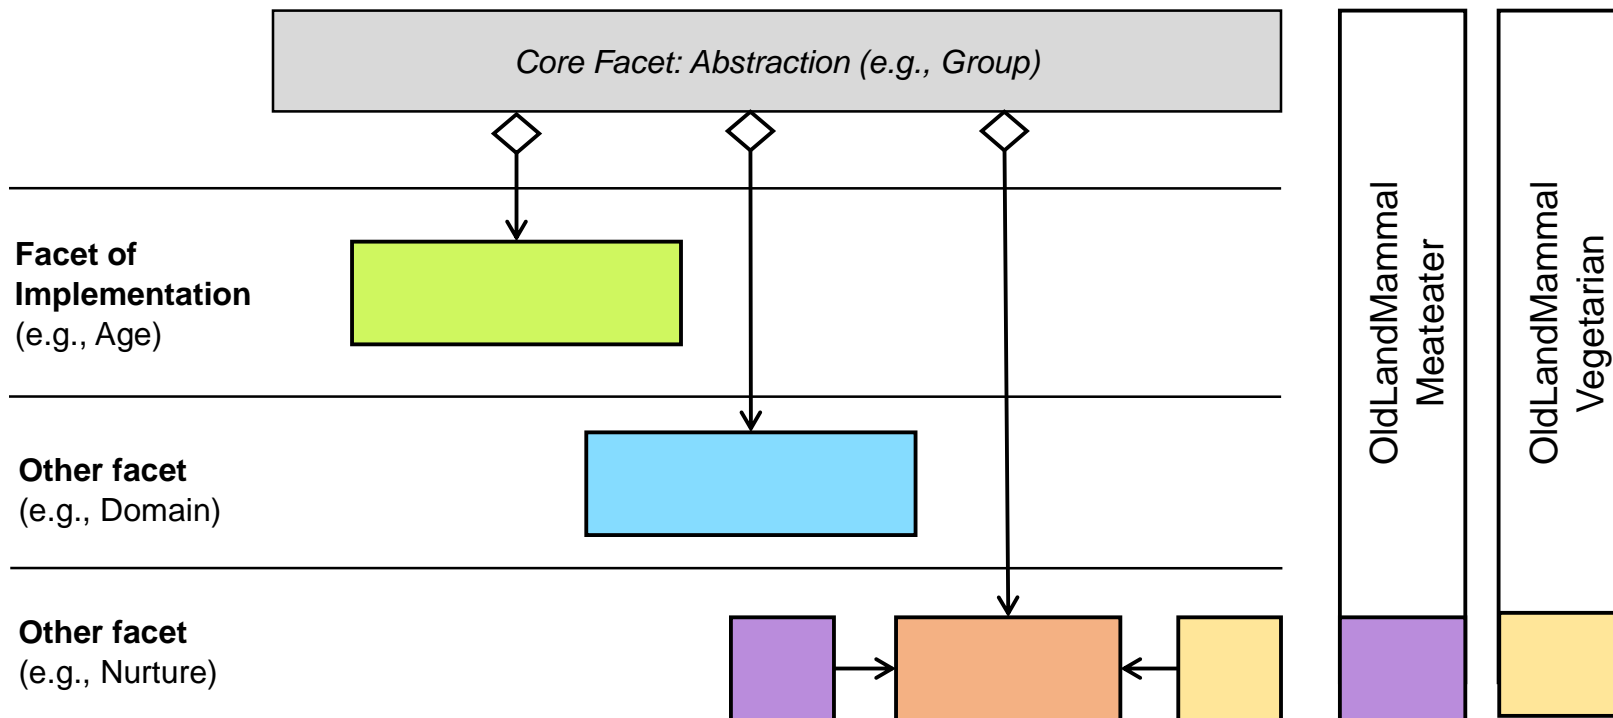 Core Facet: Abstraction (e.g., Group)
Facet of
Implementation
(e.g., Age)
Other facet
(e.g., Domain)
Other facet
(e.g., Nurture)
OldLandMammal
Meateater
OldLandMammal
Vegetarian